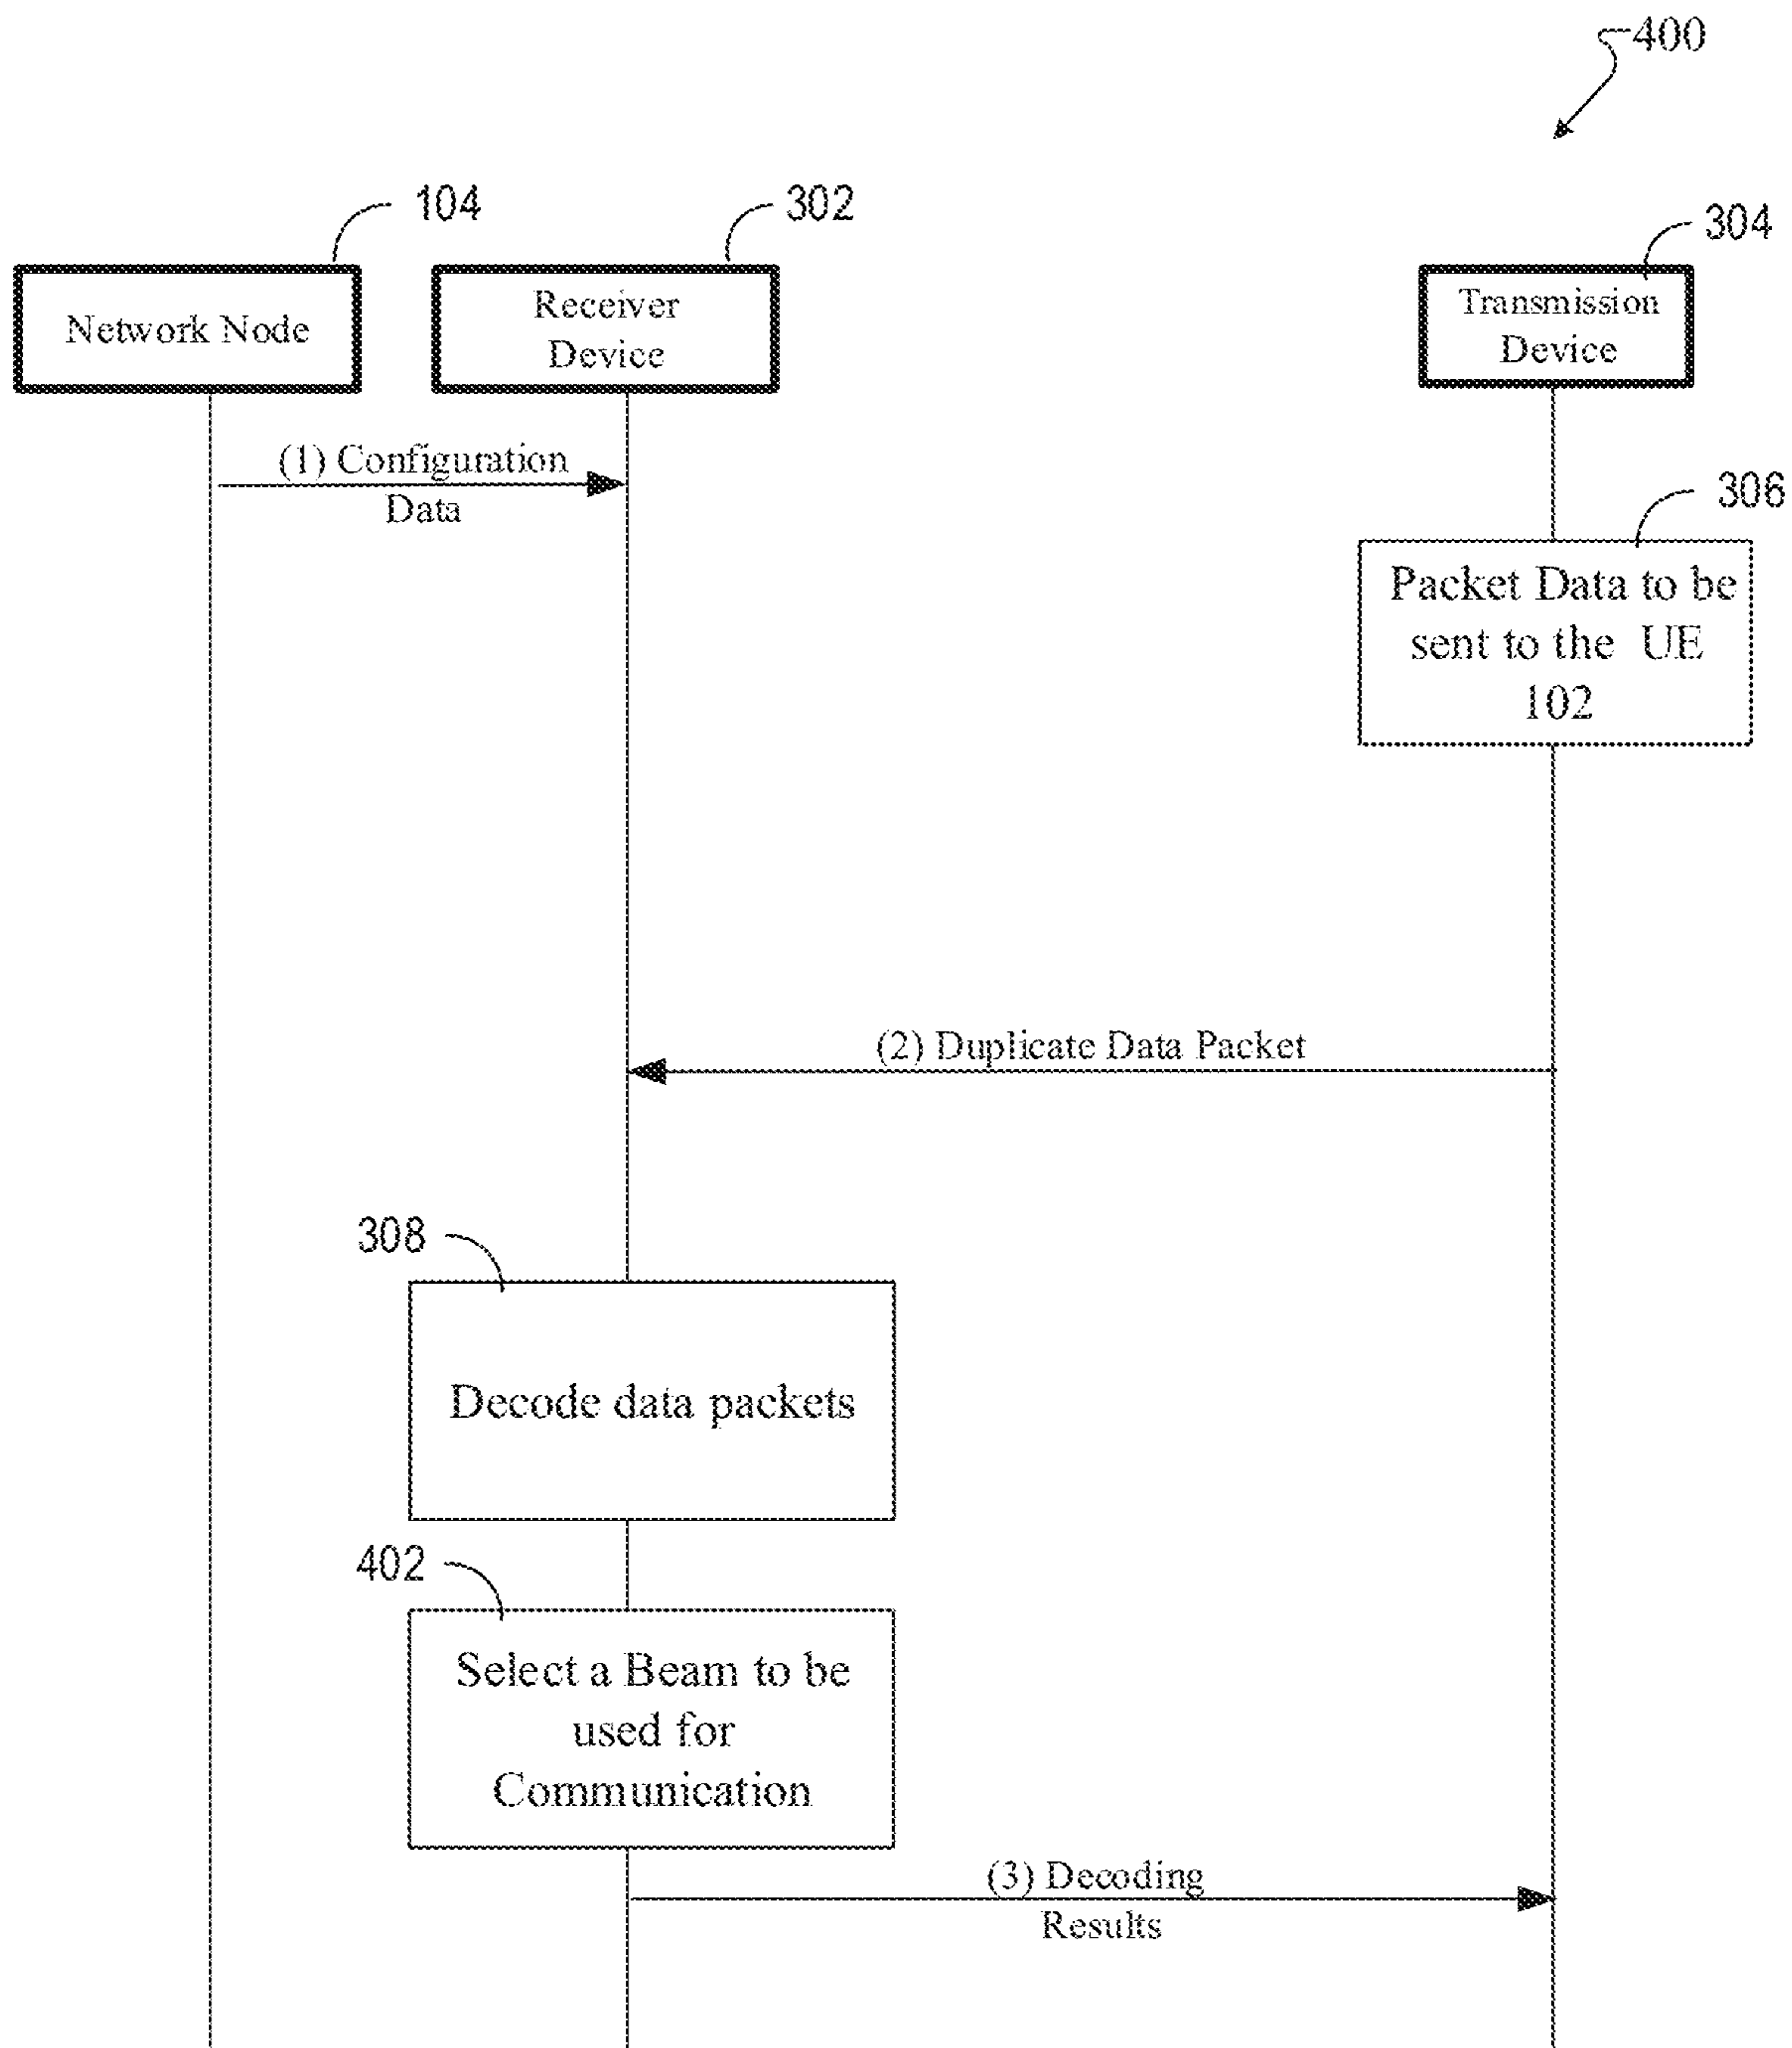 400
104
302
304
Network Node
Receiver
Device
Transmission
Device
(1) Configuration
Data
306
Packet Data to be
sent to the UE
102
(2) Duplicate Data Packet
308
Decode data packets
402
Select a Beam to be
used for
Communication
(3) Decoding
Results